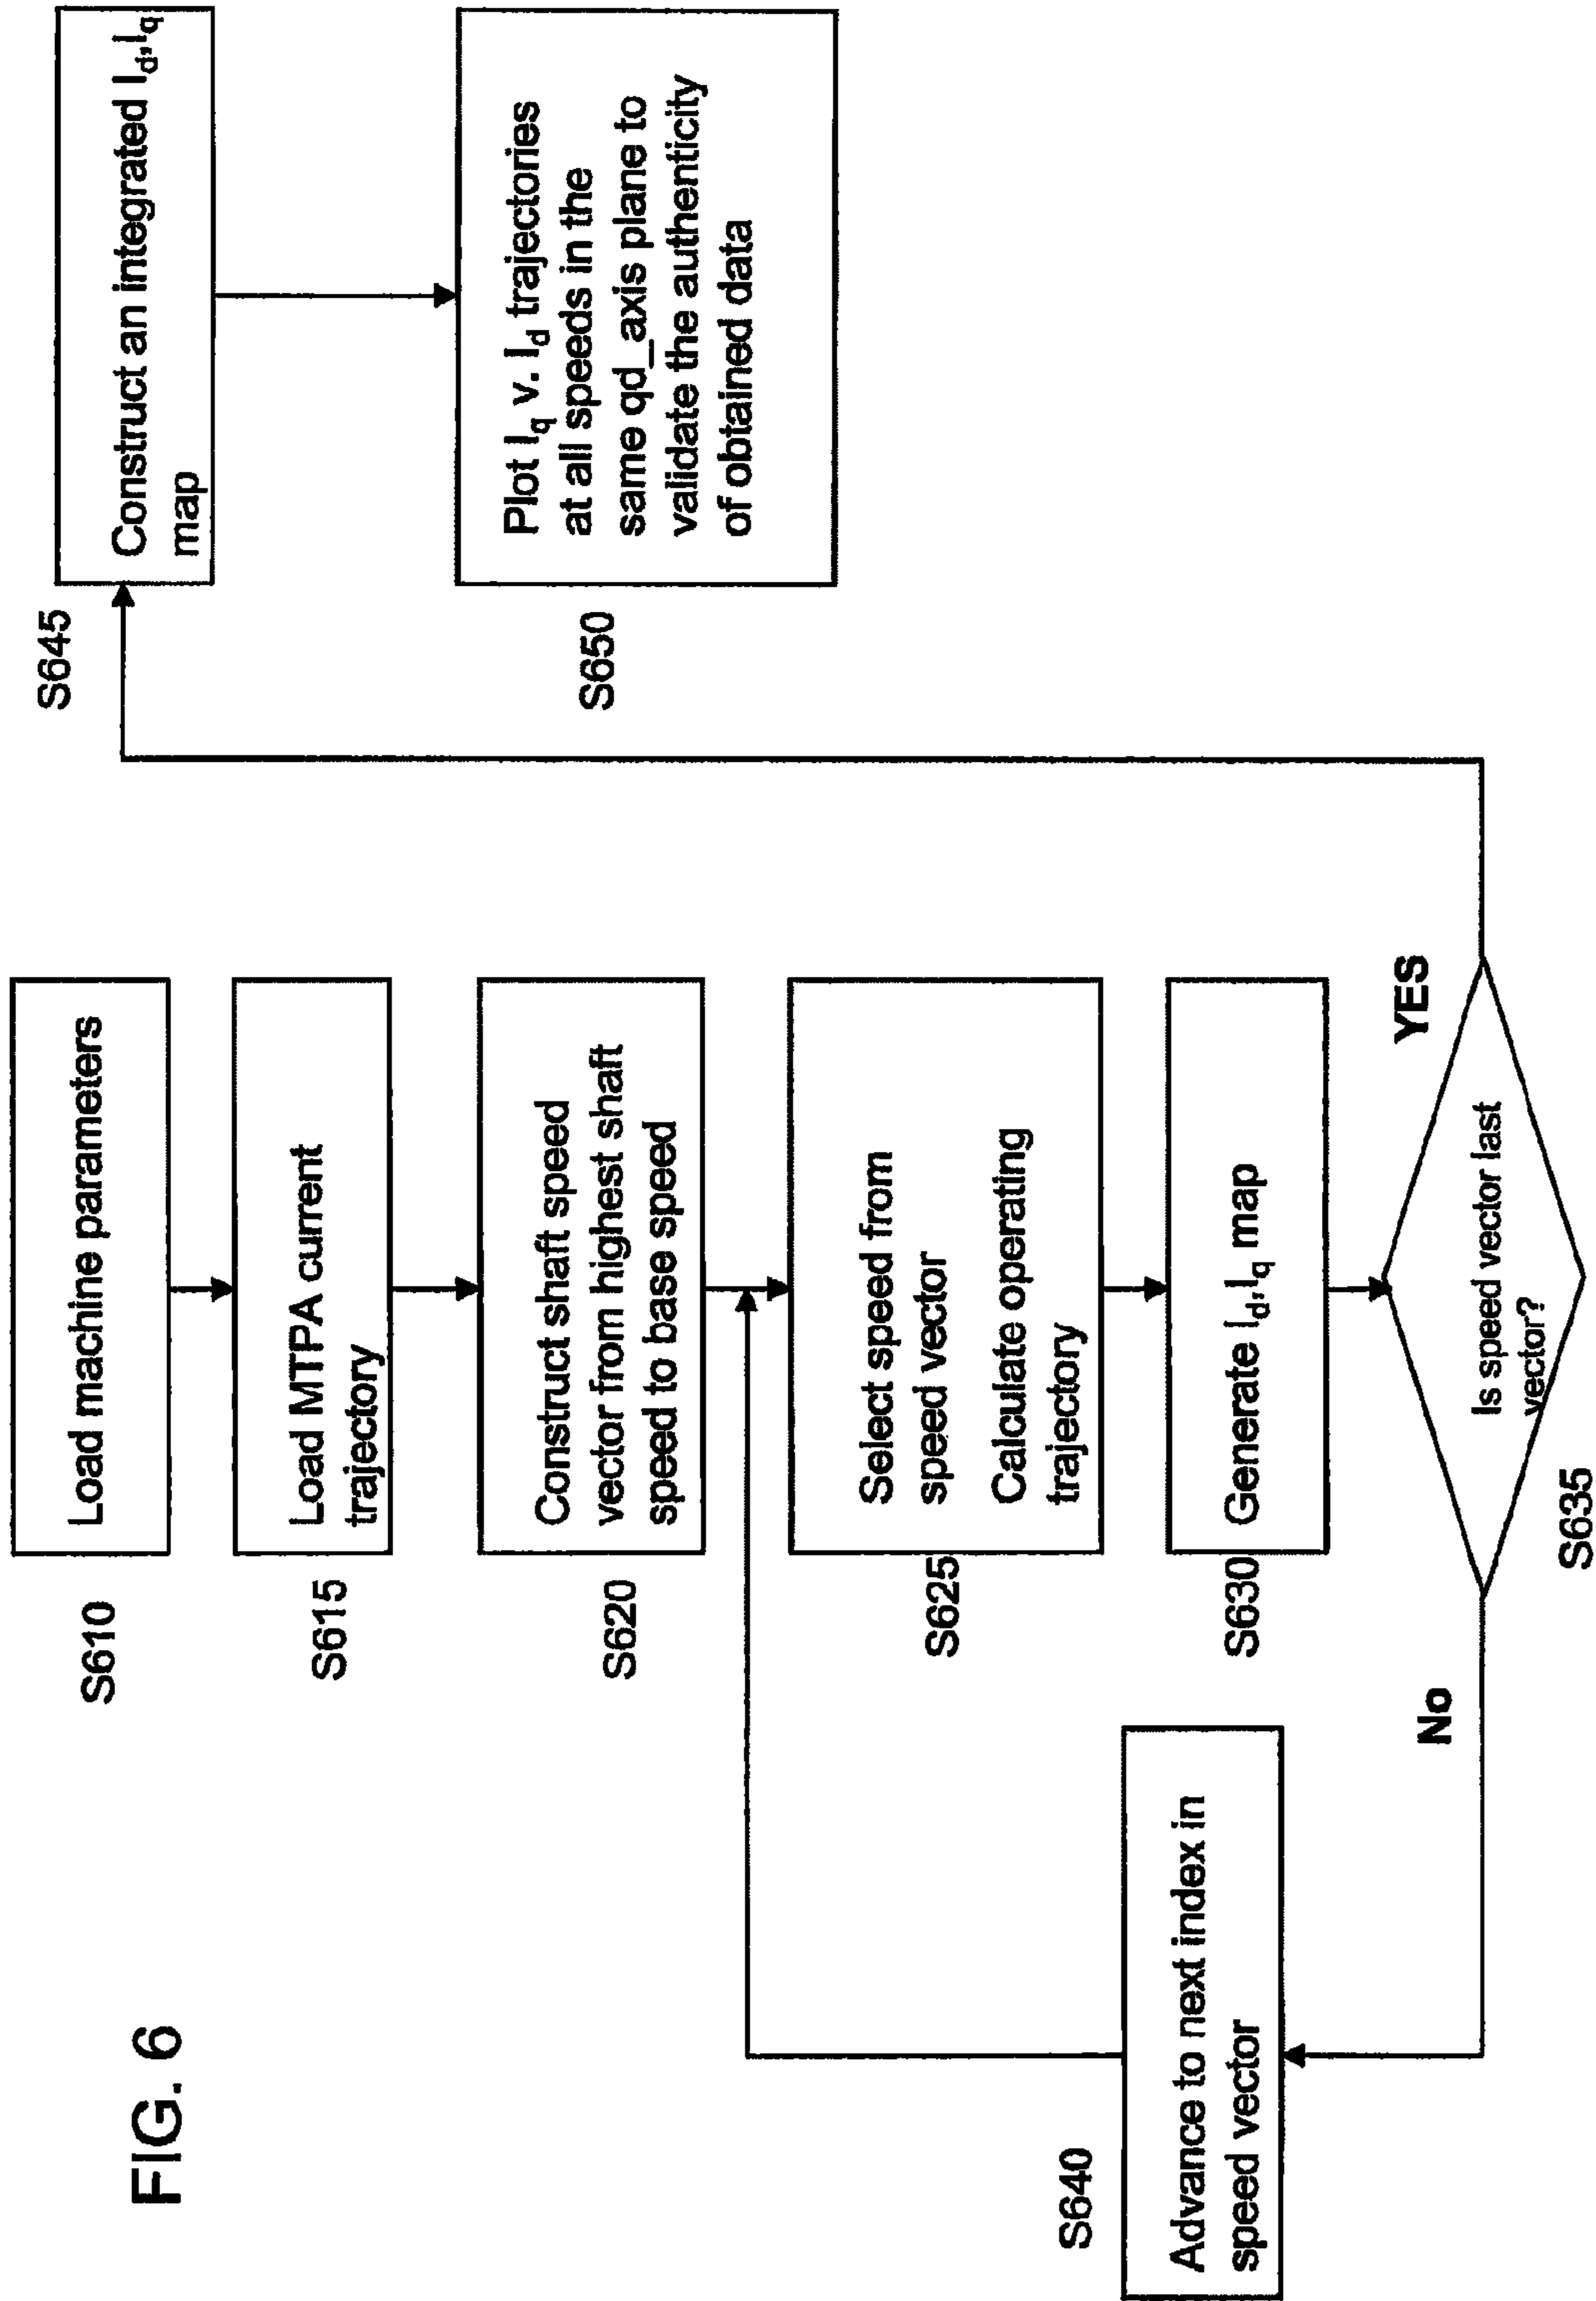 FIG. 6
S610
Load machine parameters
S615
Load MTPA current
trajectory
S620
Construct shaft speed
vector from highest shaft
speed to base speed
S625
Select speed from
speed vector
Calculate operating
trajectory
S630
Generate Id,Iq map
S635
Is speed vector last
vector?
YES
No
S640
Advance to next index in
speed vector
S645
Construct an integrated Id,Iq
map
S650
Plot Iq v. Id trajectories
at all speeds in the
same qd_axis plane to
validate the authenticity
of obtained data